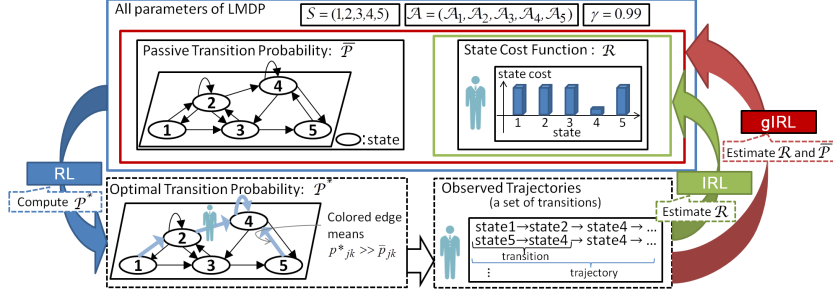 All parameters of LMDP
S = (1,2,3,4,5)
𝒜 = (𝒜₁, 𝒜₂, 𝒜₃, 𝒜₄, 𝒜₅)
γ = 0.99
Passive Transition Probability: 𝒫̅
1
2
3
4
5
:state
State Cost Function : ℛ
state cost
1 2 3 4 5
state
RL
Compute 𝒫*
gIRL
Estimate ℛ and 𝒫̅
IRL
Estimate ℛ
Optimal Transition Probability: 𝒫*
1
2
3
4
5
Colored edge
means
p*ⱼₖ >> p̅ⱼₖ
Observed Trajectories
(a set of transitions)
state1→state2 → state4 → ...
state5→state4 → state4 → ...
transition
⋮
trajectory